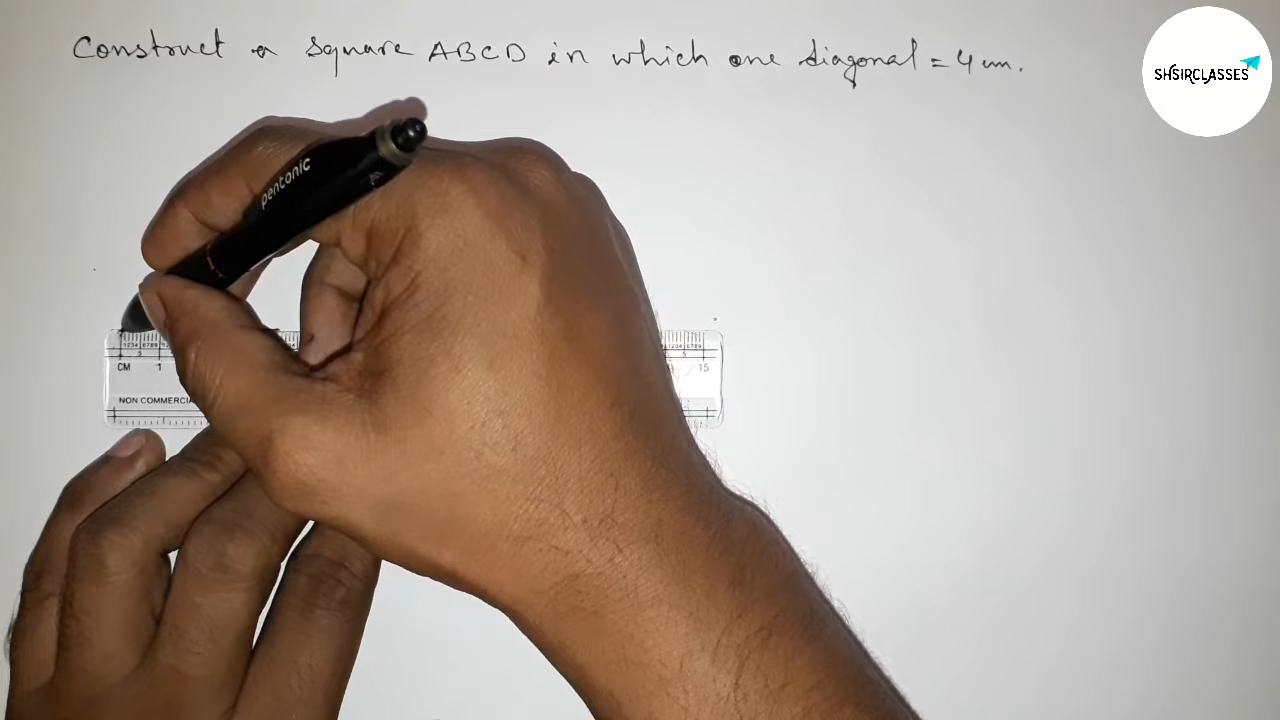 Construct a square ABCD in which one diagonal = 4 cm.
SHSIRCLASSES
pentonic
CM 1 15
NON COMMERCIA